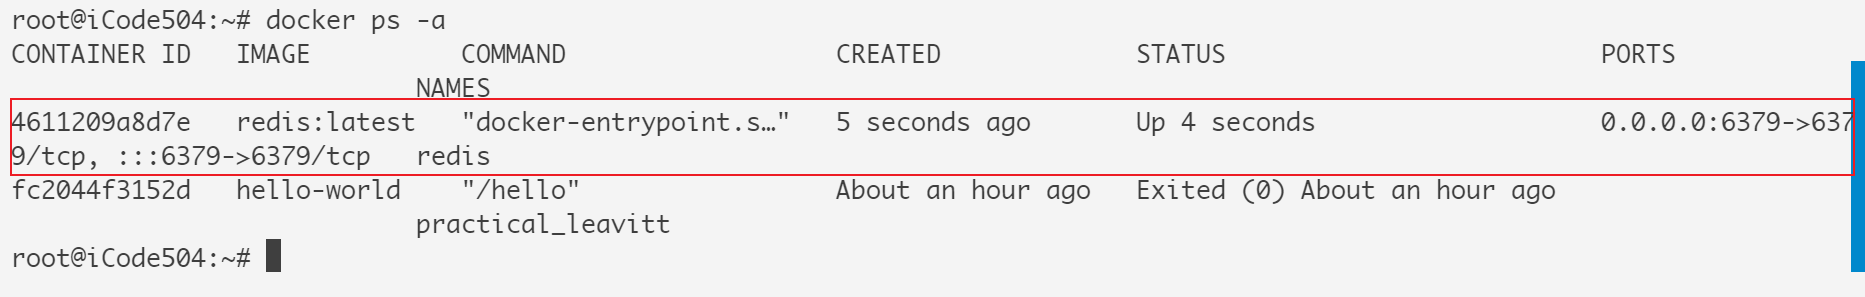 root@iCode504:~# docker ps -a
CONTAINER ID   IMAGE          COMMAND                  CREATED             STATUS                         PORTS
                           NAMES
4611209a8d7e   redis:latest   "docker-entrypoint.s…"   5 seconds ago       Up 4 seconds                   0.0.0.0:6379->637
9/tcp, :::6379->6379/tcp   redis
fc2044f3152d   hello-world    "/hello"                 About an hour ago   Exited (0) About an hour ago
                           practical_leavitt
root@iCode504:~#